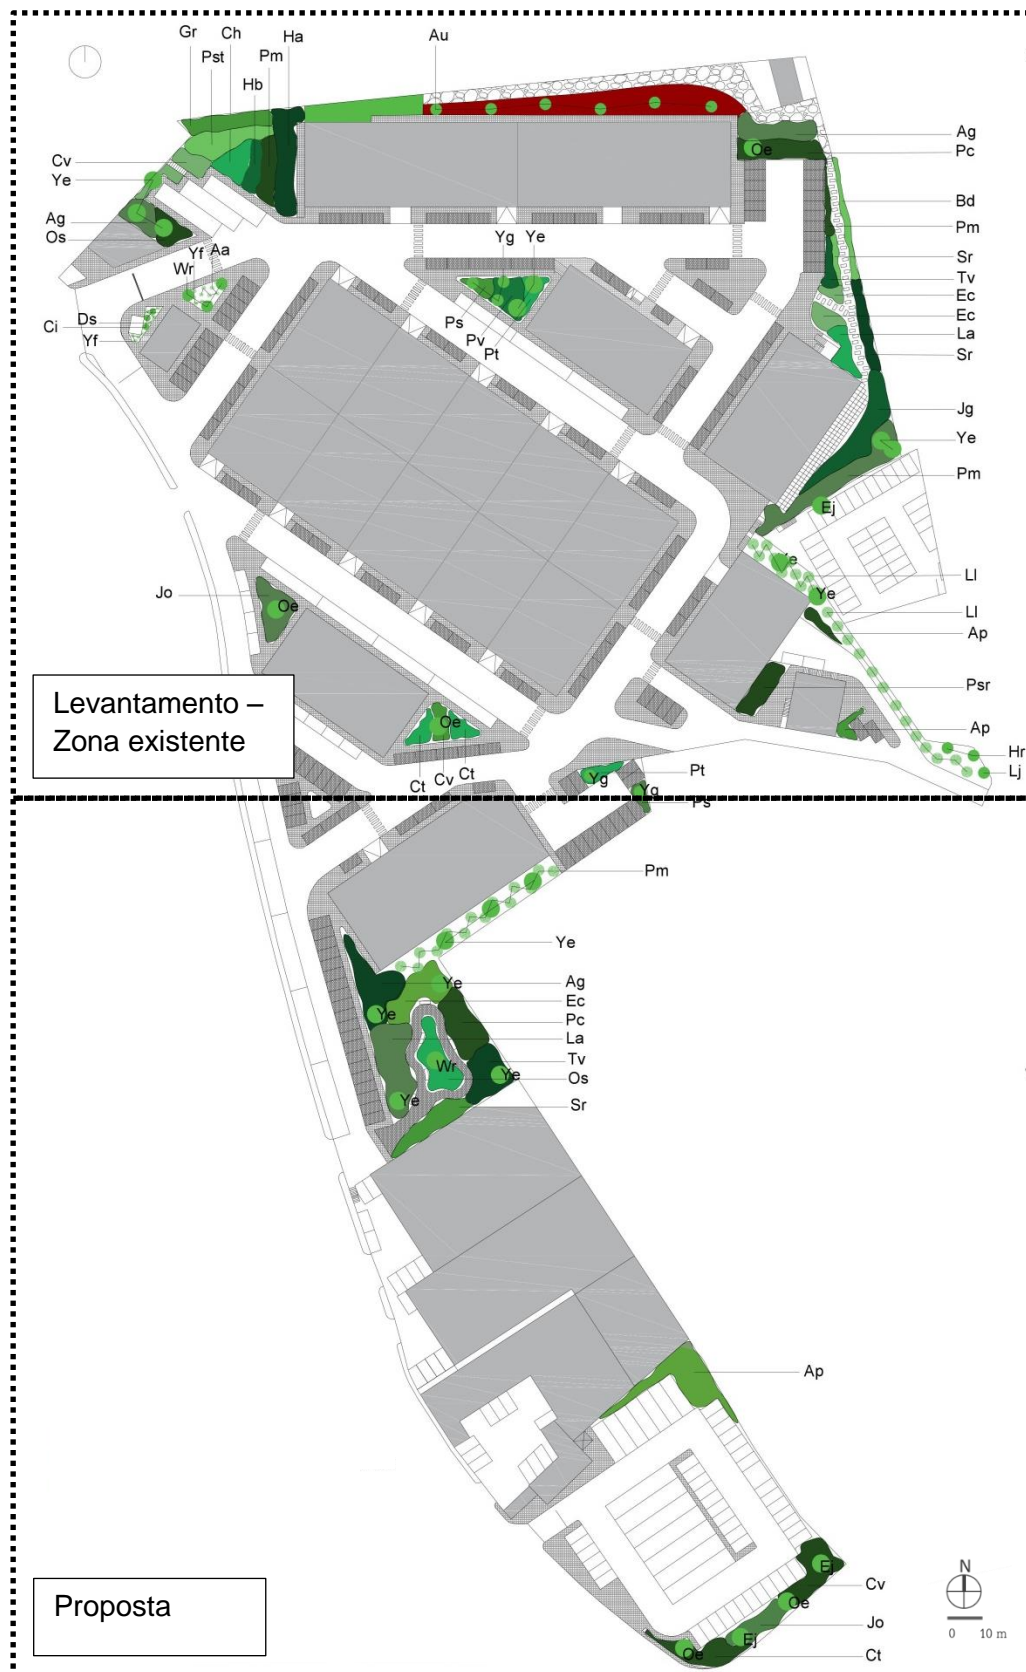 Gr
Ch
Au
Pst
Pm
Ha
Hb
Cv
Ye
Ag
Os
Yf
Aa
Wr
Ds
Ci
Yf
Yg
Ye
Ps
Pv
Pt
Oe
Ag
Pc
Bd
Pm
Sr
Tv
Ec
Ec
La
Sr
Jg
Ye
Pm
Ej
Ye
Ye
Ll
Ll
Ap
Psr
Ap
Hr
Lj
Jo
Oe
Levantamento –
Zona existente
Oe
Ct
Cv
Ct
Yg
Pt
Yg
Ps
Pm
Ye
Ye
Ag
Ye
Ec
Pc
La
Wr
Tv
Ye
Os
Ye
Sr
Ap
Ej
Cv
Oe
Jo
Ej
Oe
Ct
Proposta
N
0 10 m